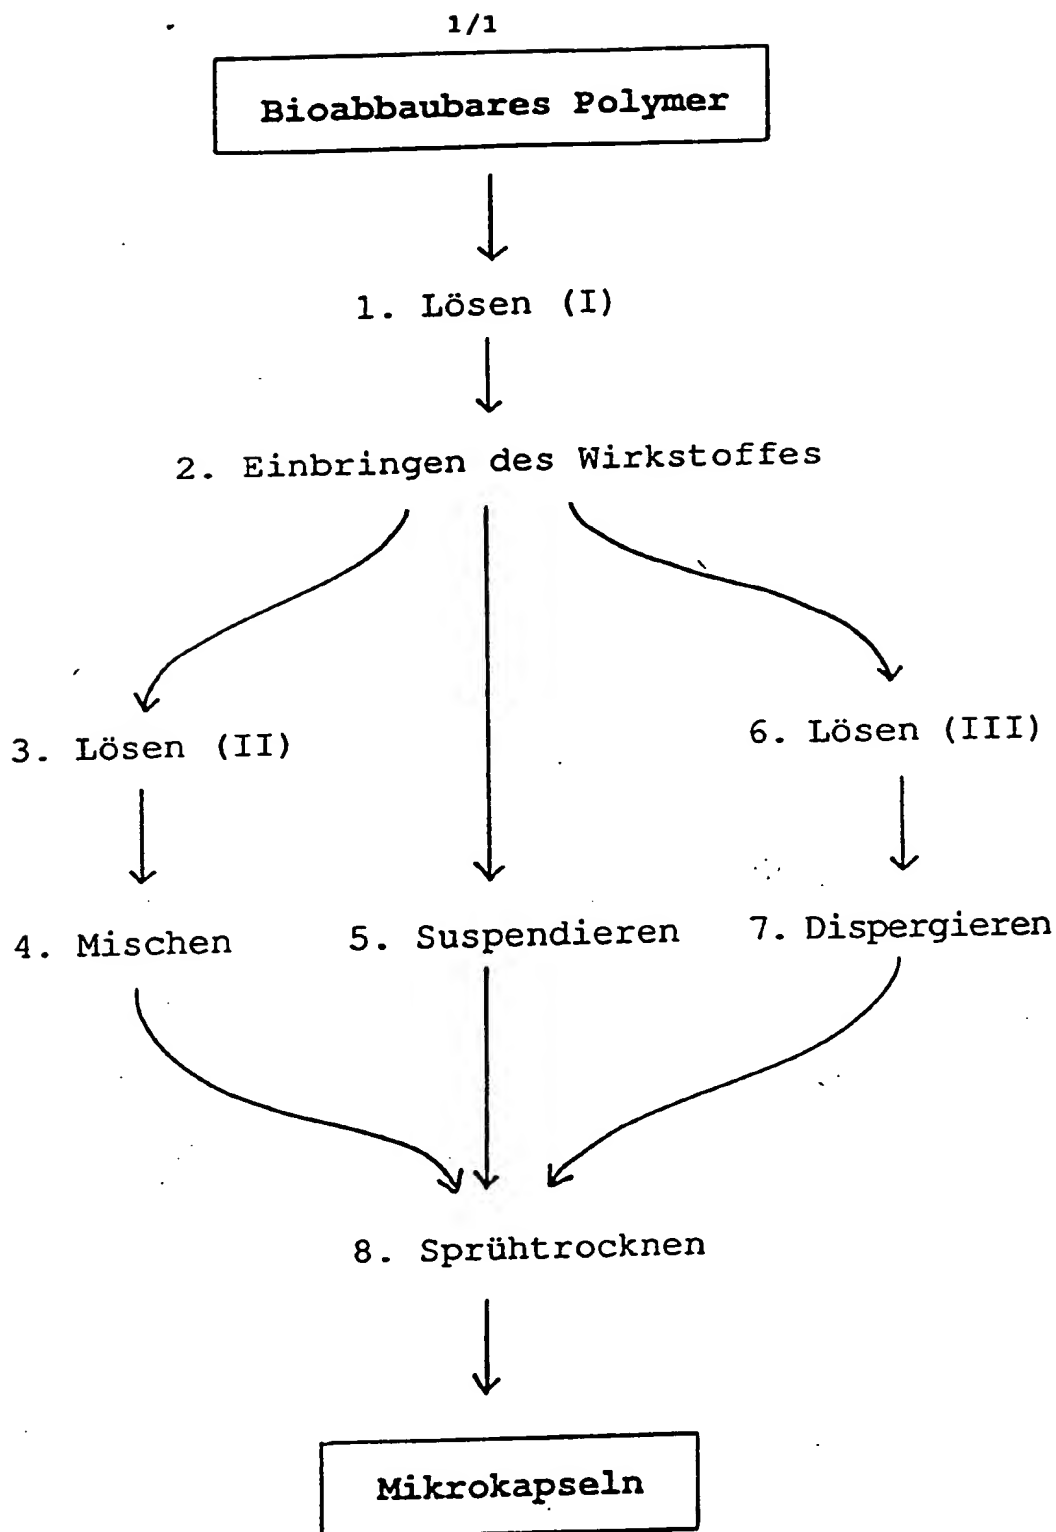 1/1
Bioabbaubares Polymer
1. Lösen (I)
2. Einbringen des Wirkstoffes
3. Lösen (II)
6. Lösen (III)
4. Mischen
5. Suspendieren
7. Dispergieren
8. Sprühtrocknen
Mikrokapseln